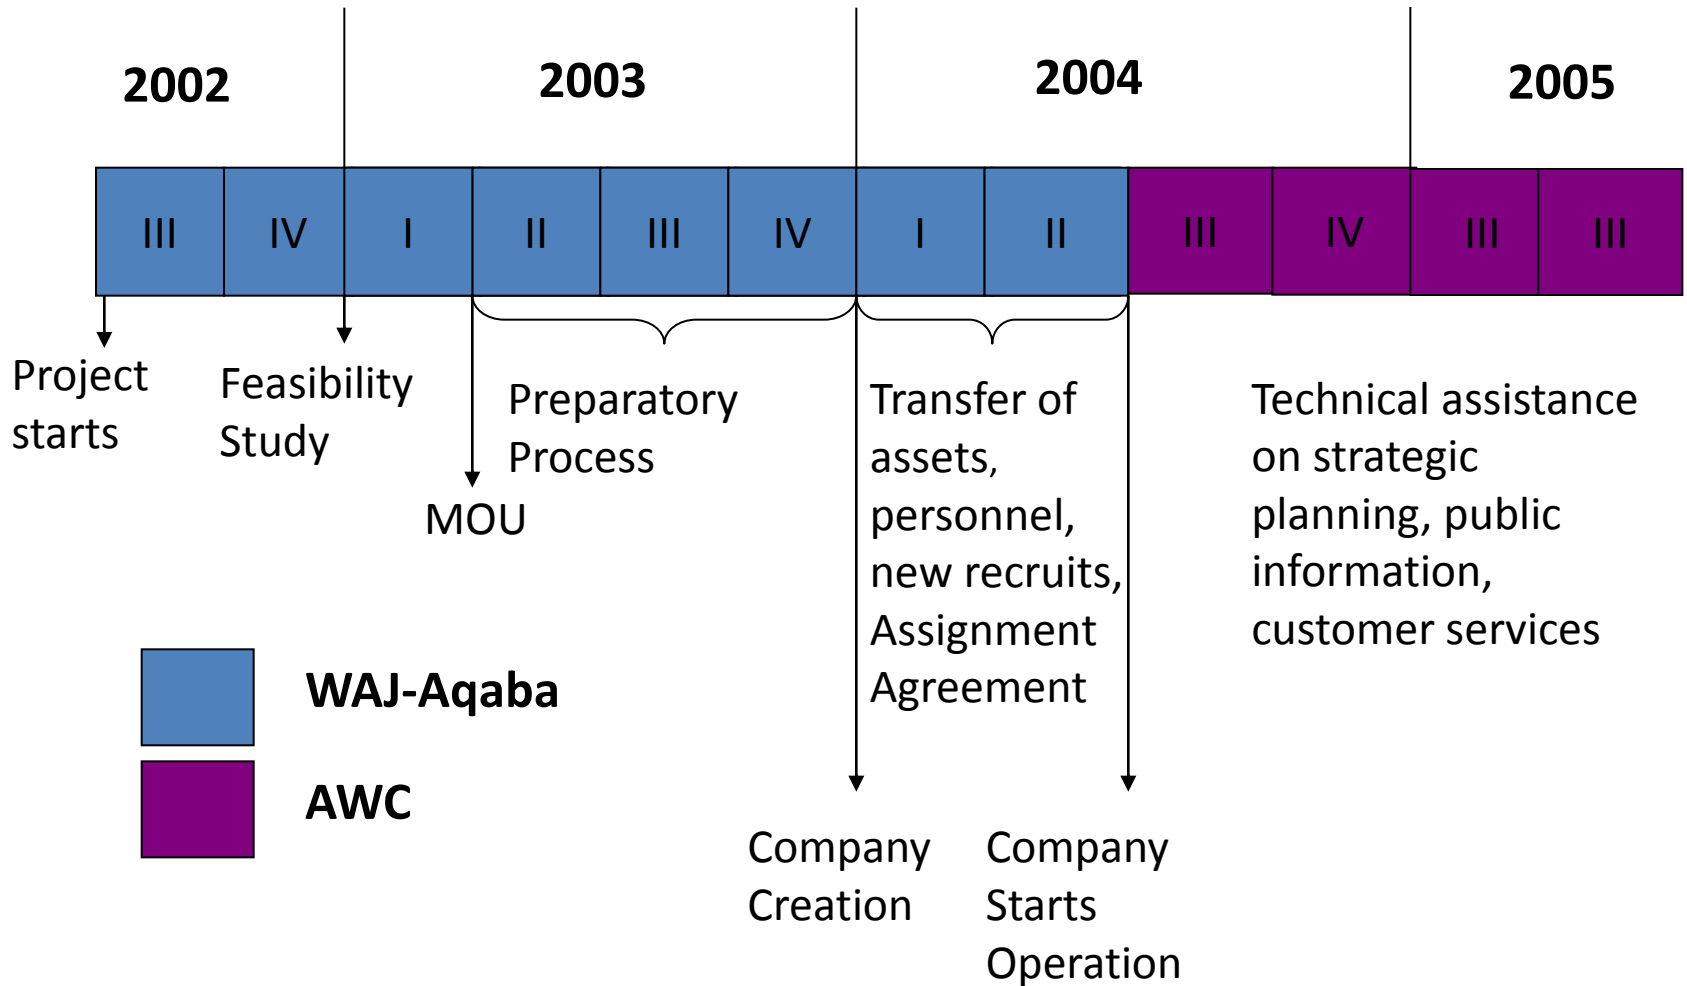 2002
2003
2004
2005
III
IV
I
II
III
IV
I
II
III
IV
III
III
Project
starts
Feasibility
Study
MOU
Preparatory
Process
Transfer of
assets,
personnel,
new recruits,
Assignment
Agreement
Technical assistance
on strategic
planning, public
information,
customer services
WAJ-Aqaba
AWC
Company
Creation
Company
Starts
Operation